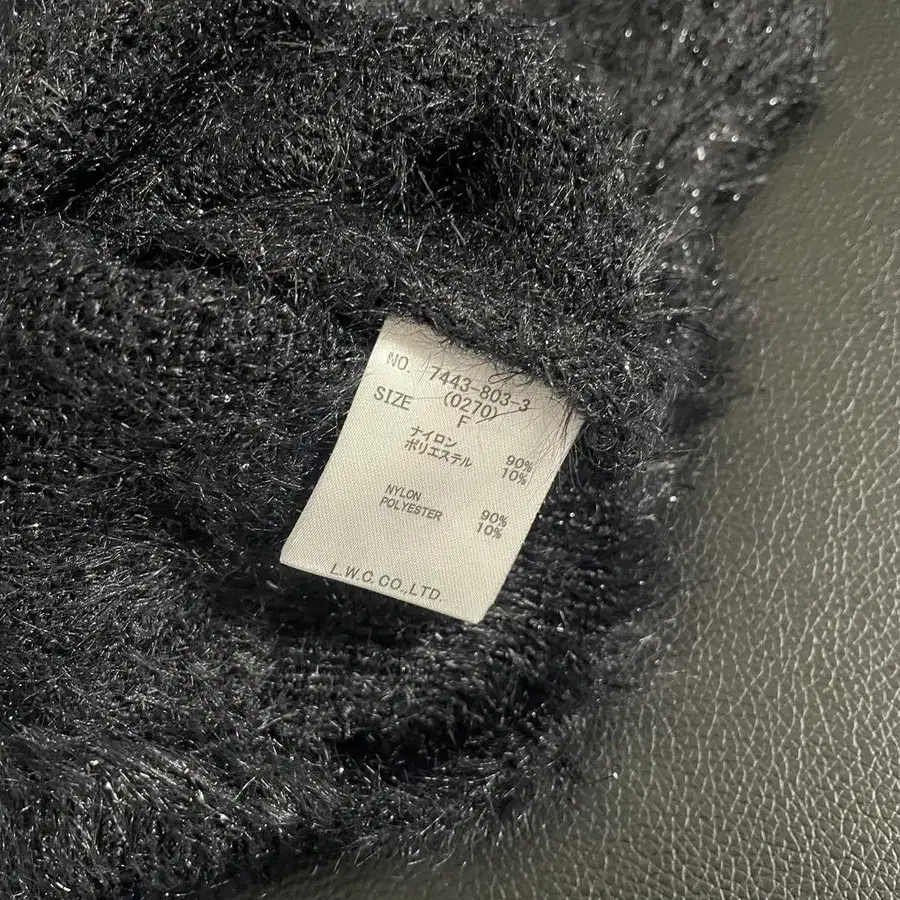 NO. 7443-803-3
(0270)
SIZE F
ナイロン 90%
ポリエステル 10%
NYLON 90%
POLYESTER 10%
L.W.C.CO.,LTD.